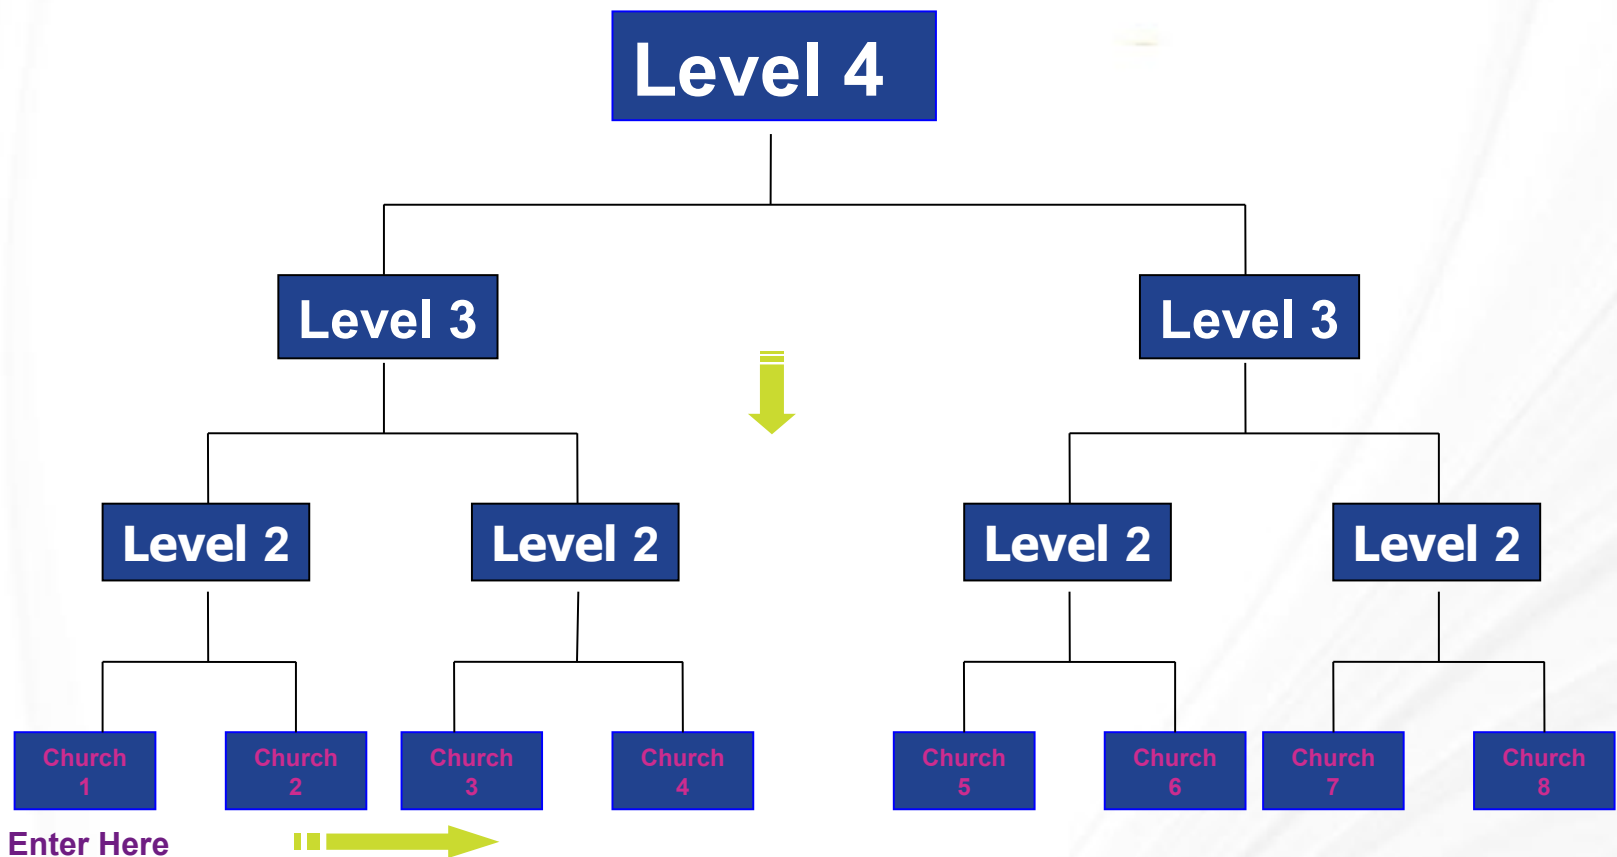 Level 4
Level 3
Level 3
Level 2
Level 2
Level 2
Level 2
Church
1
Church
2
Church
3
Church
4
Church
5
Church
6
Church
7
Church
8
Enter Here